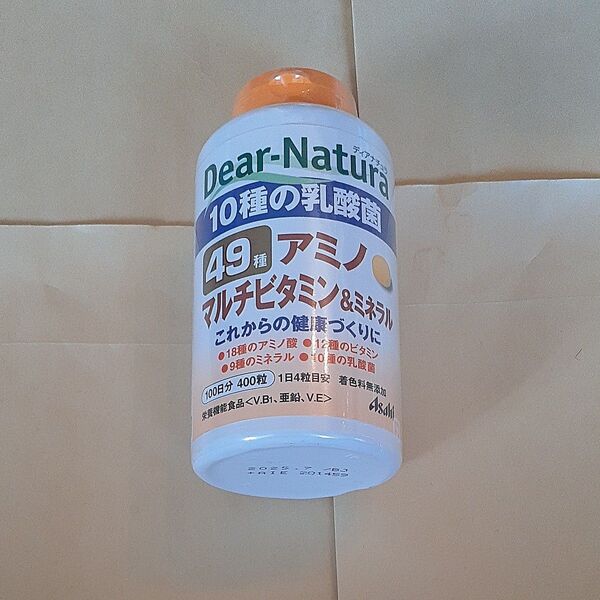 ディアナチュラ
Dear-Natura
10種の乳酸菌
49種 アミノ
マルチビタミン&ミネラル
これからの健康づくりに
●18種のアミノ酸 ●12種のビタミン
●9種のミネラル ●10種の乳酸菌
100日分 400粒 1日4粒目安 着色料無添加
栄養機能食品<V.B1、亜鉛、V.E> Asahi
2025.7 /BJ
+AIE 201459